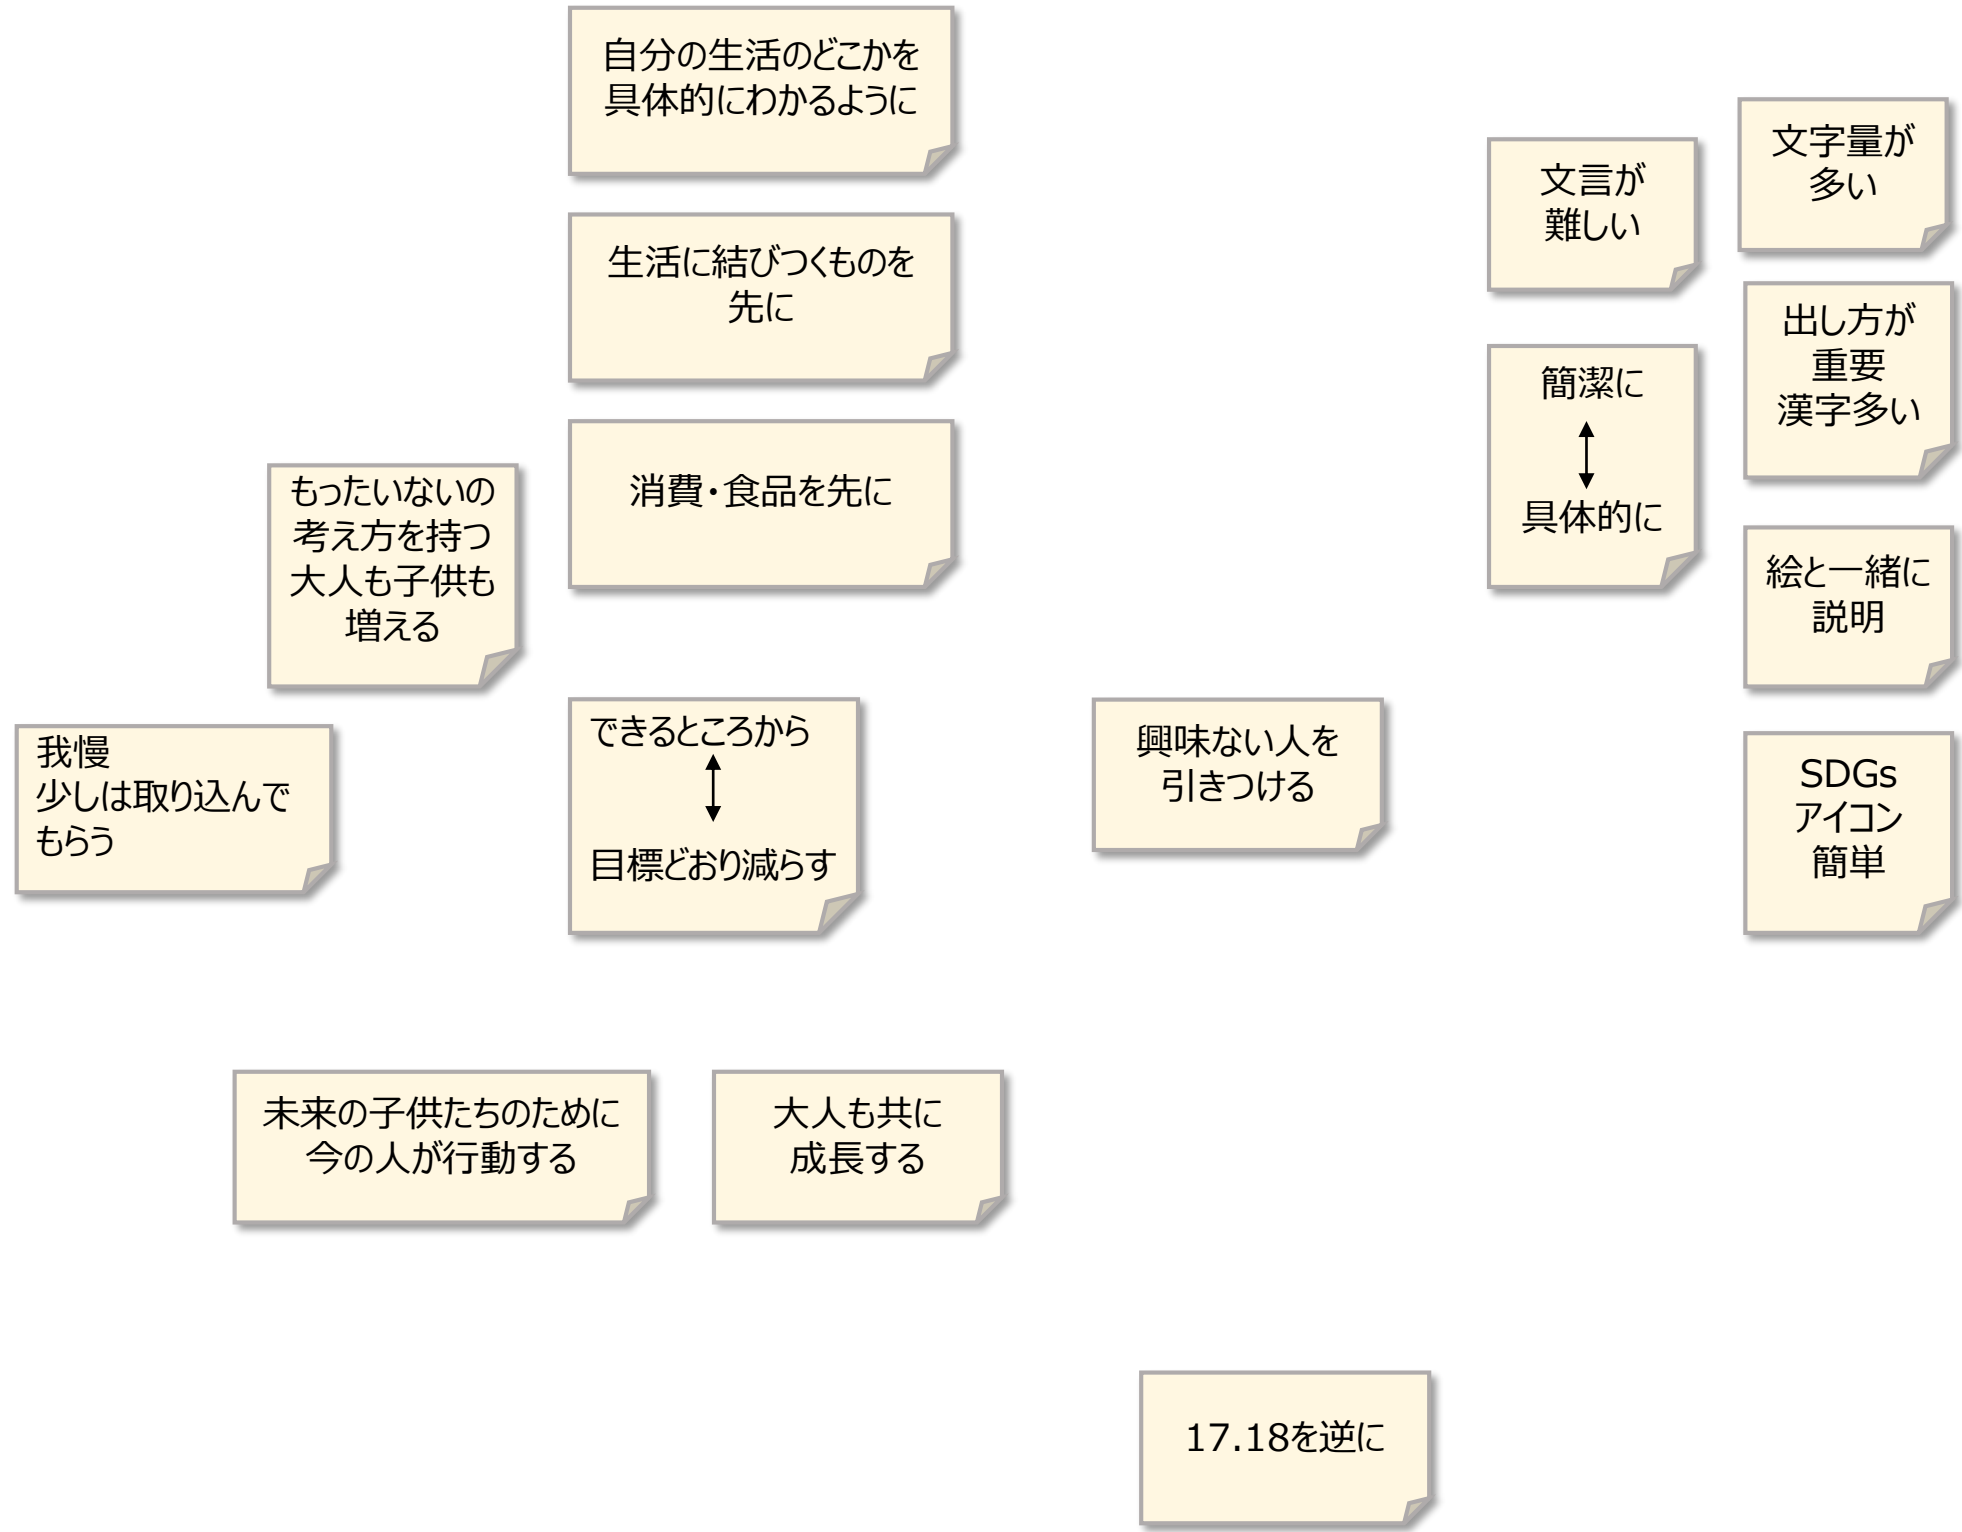 自分の生活のどこかを
具体的にわかるように
生活に結びつくものを
先に
消費・食品を先に
もったいないの
考え方を持つ
大人も子供も
増える
我慢
少しは取り込んで
もらう
できるところから
目標どおり減らす
興味ない人を
引きつける
文言が
難しい
簡潔に
具体的に
文字量が
多い
出し方が
重要
漢字多い
絵と一緒に
説明
SDGs
アイコン
簡単
未来の子供たちのために
今の人が行動する
大人も共に
成長する
17.18を逆に